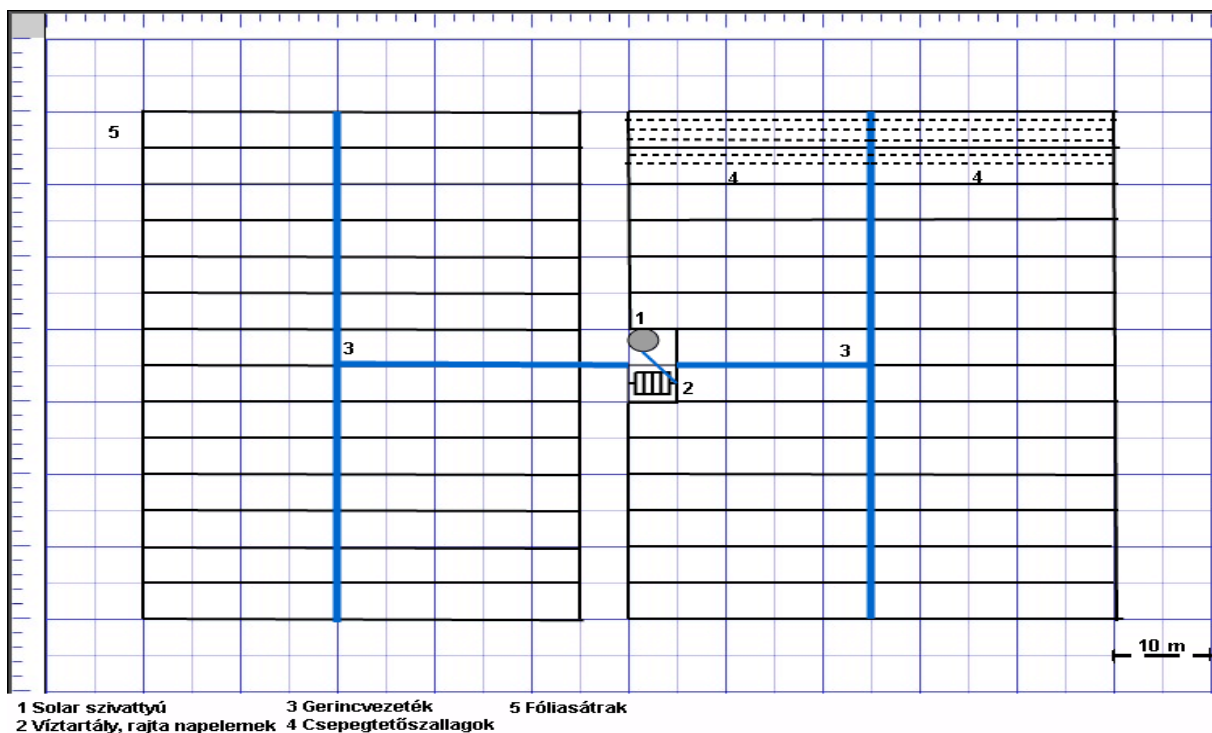 5
4
4
1
3
3
2
10 m
1 Solar szivattyú 3 Gerincvezeték 5 Fóliasátrak
2 Víztartály, rajta napelemek 4 Csepegtetőszallagok